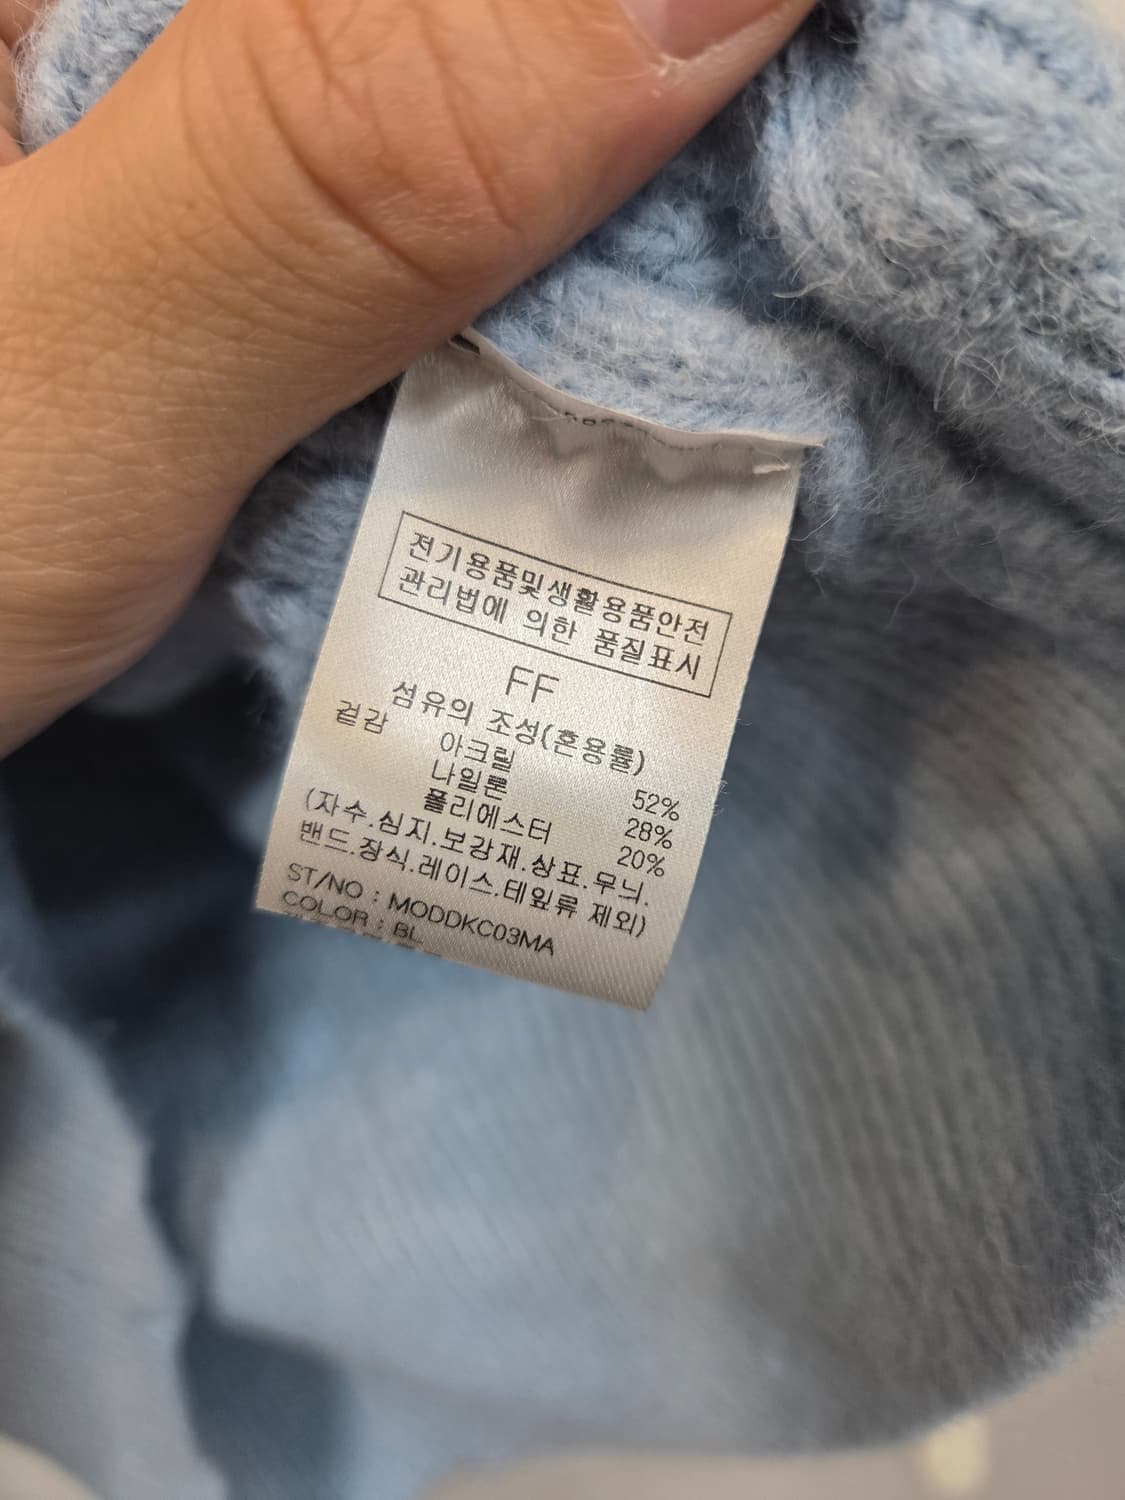 전기용품및생활용품안전
관리법에 의한 품질표시
FF
섬유의 조성(혼용률)
겉감
아크릴 52%
나일론 28%
폴리에스터 20%
(자수.심지.보강재.상표.무늬.
밴드.장식.레이스.테잎류 제외)
ST/NO : MODDKC03MA
COLOR : BL